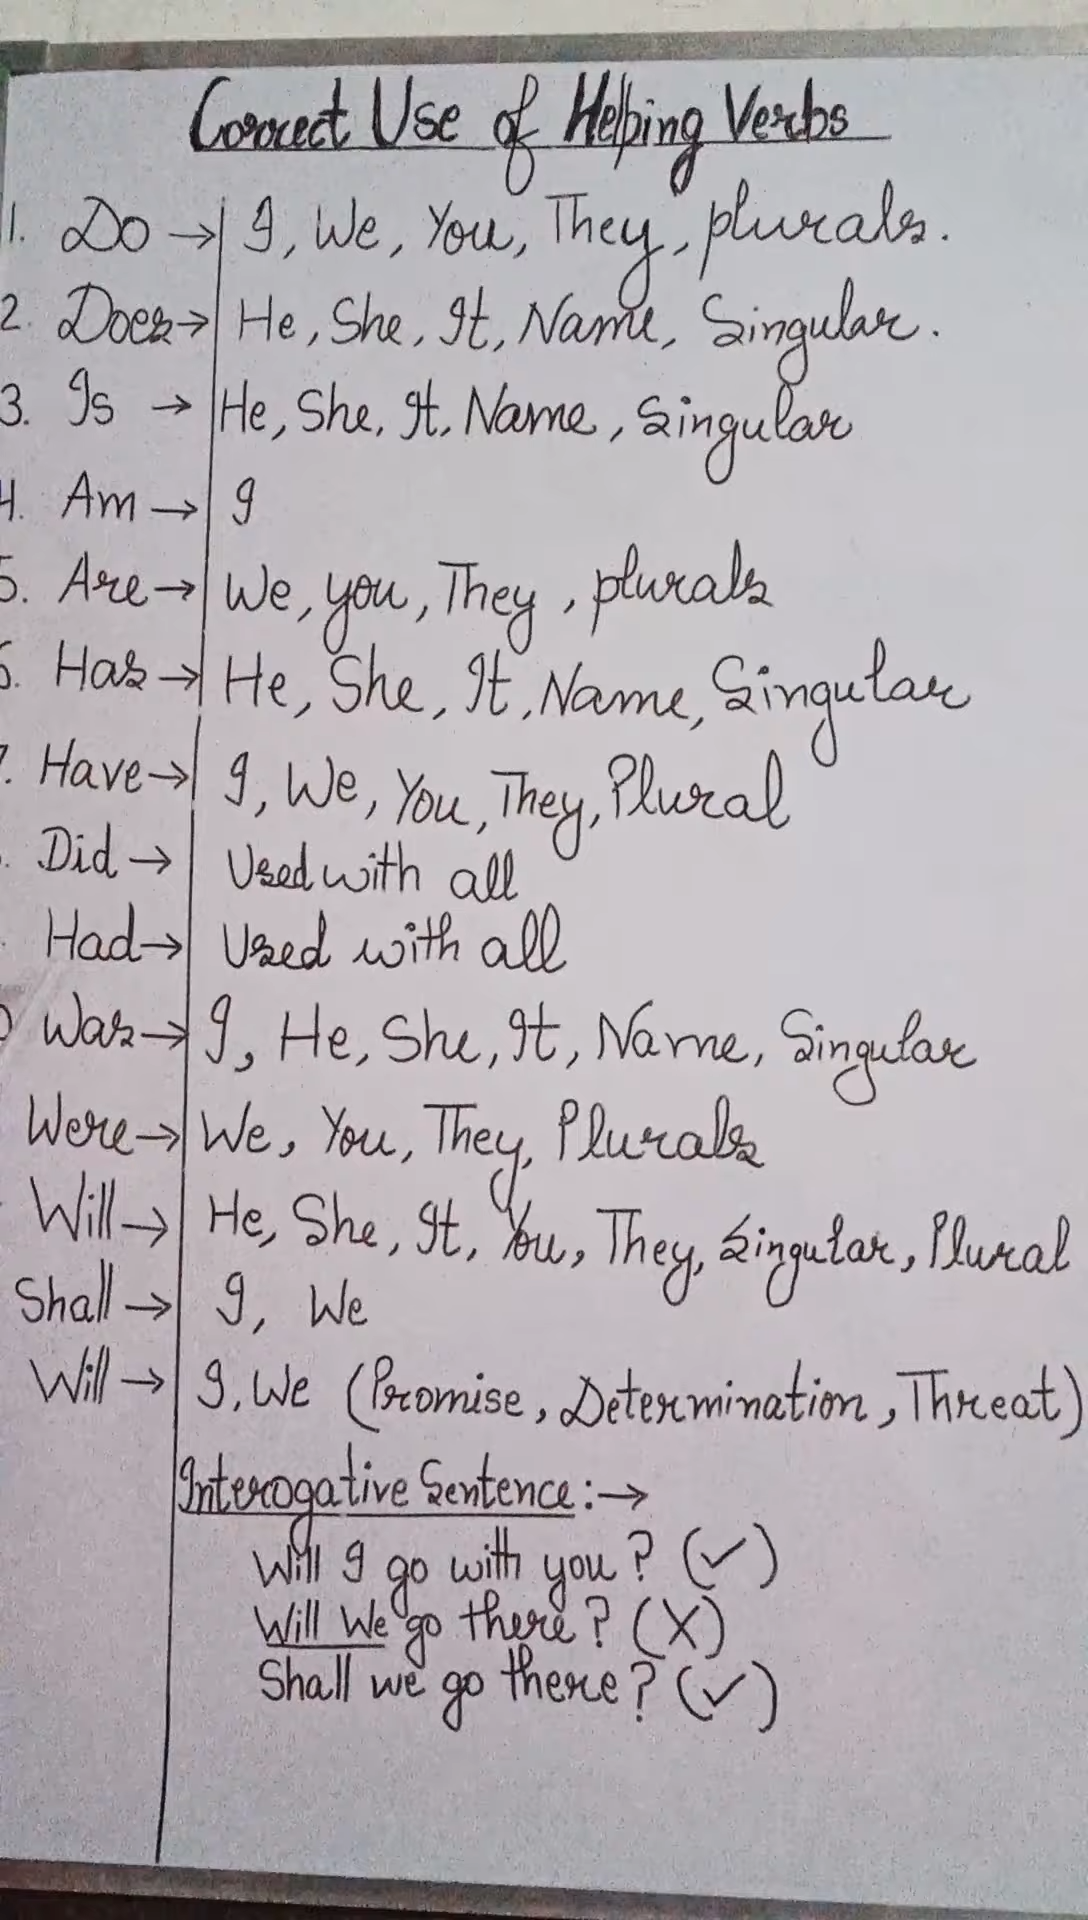 Correct Use of Helping Verbs
1. Do → I, We, You, They, plurals.
2. Does → He, She, It, Name, Singular.
3. Is → He, She, It, Name, Singular
4. Am → I
5. Are → We, you, They, plurals
6. Has → He, She, It, Name, Singular
7. Have → I, We, You, They, Plural
. Did → Used with all
Had → Used with all
0 Was → I, He, She, It, Name, Singular
Were → We, You, They, Plurals
Will → He, She, It, You, They, Singular, Plural
Shall → I, We
Will → I, We (Promise, Determination, Threat)
Interogative Sentence :→
Will I go with you? (✓)
Will We go there? (X)
Shall we go there? (✓)